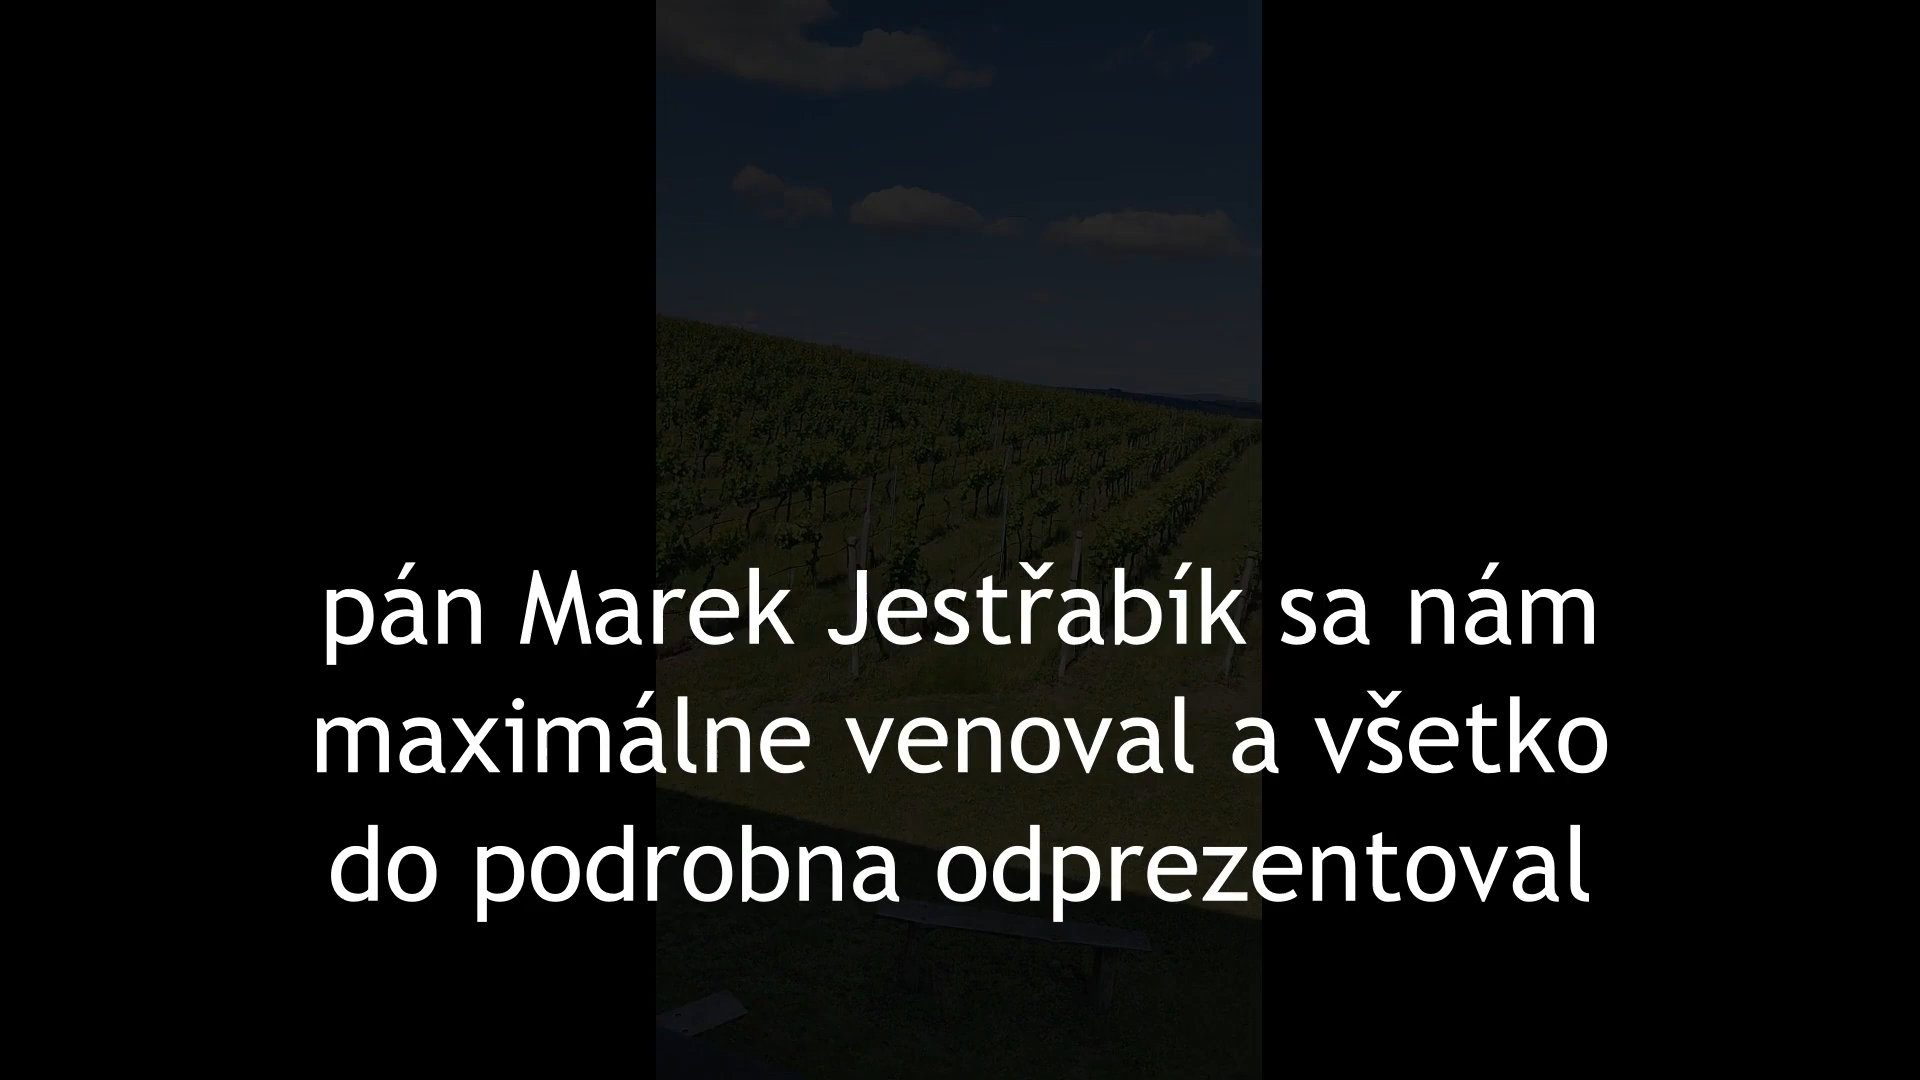 pán Marek Jestřabík sa nám
maximálne venoval a všetko
do podrobna odprezentoval